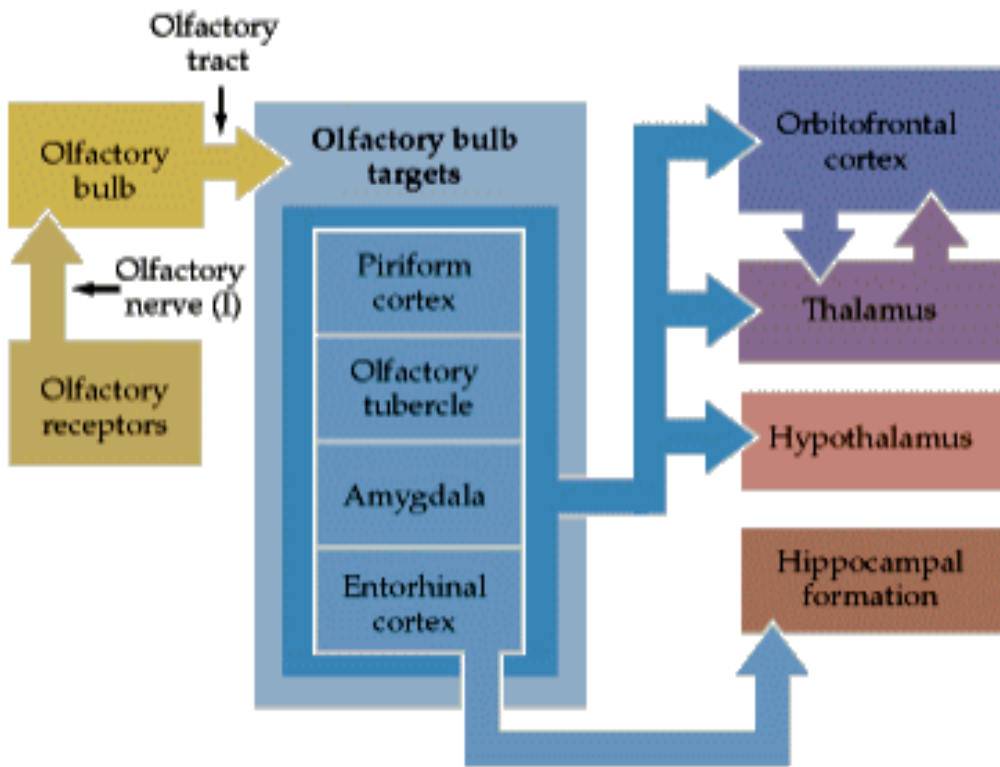 Olfactory
tract
Olfactory
bulb
Olfactory
nerve (I)
Olfactory
receptors
Olfactory bulb
targets
Piriform
cortex
Olfactory
tubercle
Amygdala
Entorhinal
cortex
Orbitofrontal
cortex
Thalamus
Hypothalamus
Hippocampal
formation